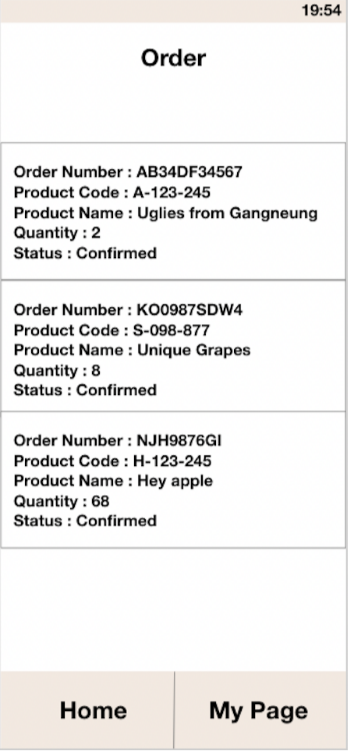 19:54
Order
Order Number : AB34DF34567
Product Code : A-123-245
Product Name : Uglies from Gangneung
Quantity : 2
Status : Confirmed
Order Number : KO0987SDW4
Product Code : S-098-877
Product Name : Unique Grapes
Quantity : 8
Status : Confirmed
Order Number : NJH9876GI
Product Code : H-123-245
Product Name : Hey apple
Quantity : 68
Status : Confirmed
Home
My Page